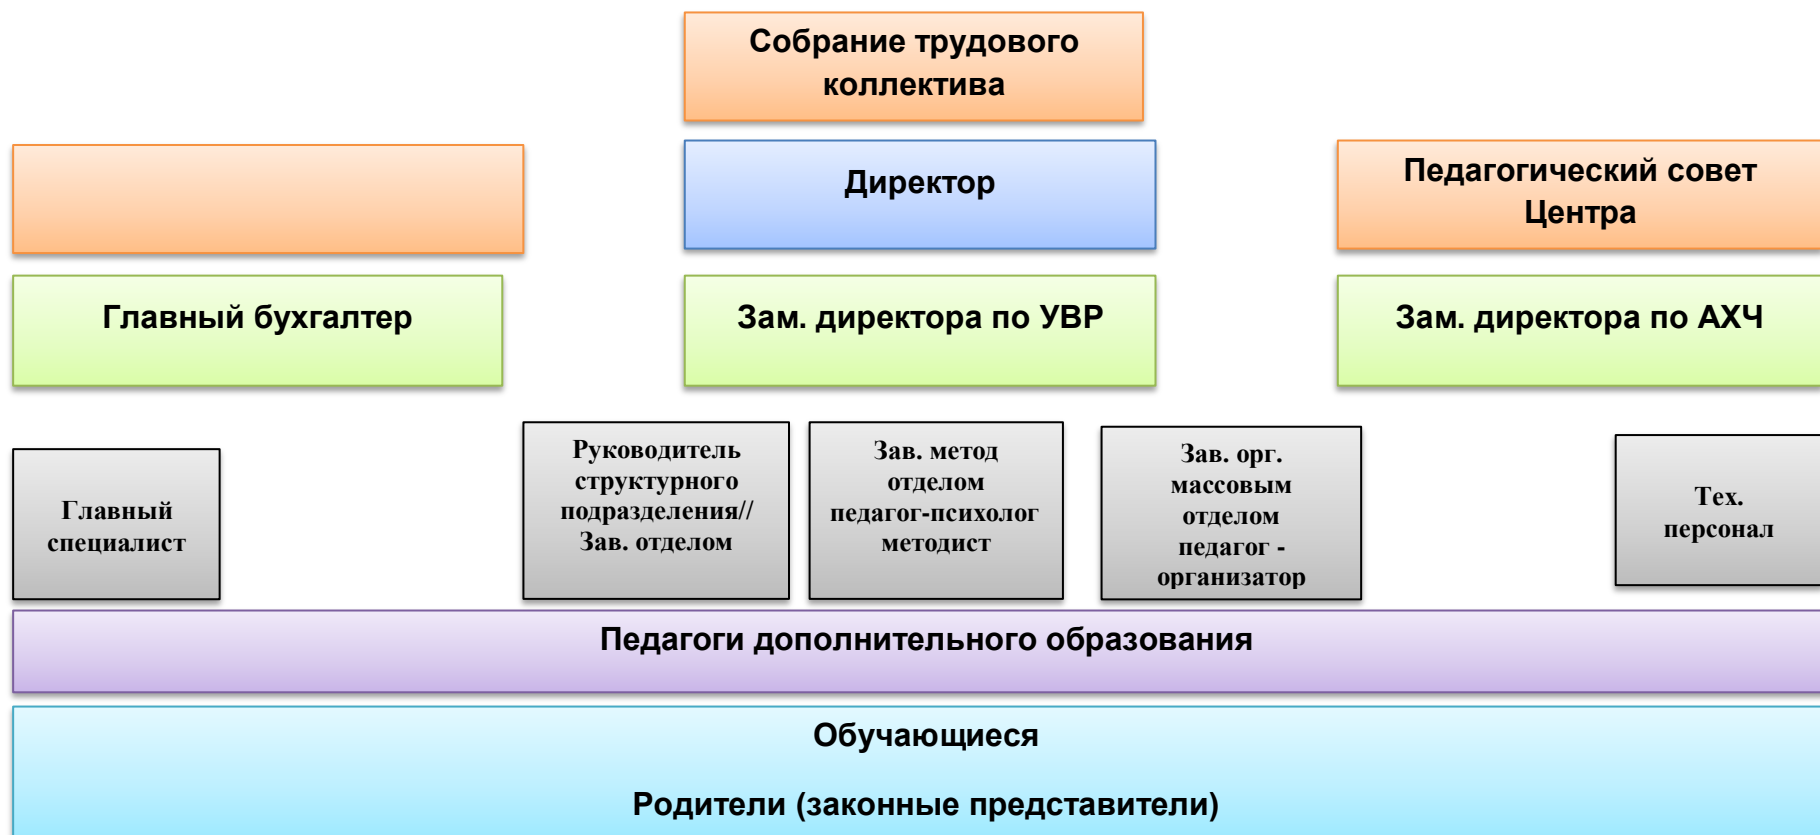 Собрание трудового
коллектива
Директор
Педагогический совет
Центра
Главный бухгалтер
Зам. директора по УВР
Зам. директора по АХЧ
Главный
специалист
Руководитель
структурного
подразделения//
Зав. отделом
Зав. метод
отделом
педагог-психолог
методист
Зав. орг.
массовым
отделом
педагог -
организатор
Тех.
персонал
Педагоги дополнительного образования
Обучающиеся
Родители (законные представители)